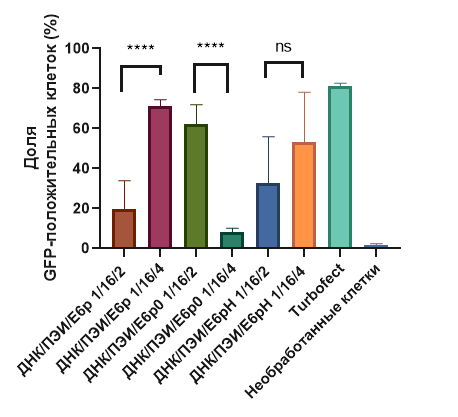 Доля
GFP-положительных клеток (%)
100
80
60
40
20
0
****
****
ns
ДНК/ПЭИ/E6p 1/16/2
ДНК/ПЭИ/E6p 1/16/4
ДНК/ПЭИ/E6p0 1/16/2
ДНК/ПЭИ/E6p0 1/16/4
ДНК/ПЭИ/E6pH 1/16/2
ДНК/ПЭИ/E6pH 1/16/4
Turbofect
Необработанные клетки